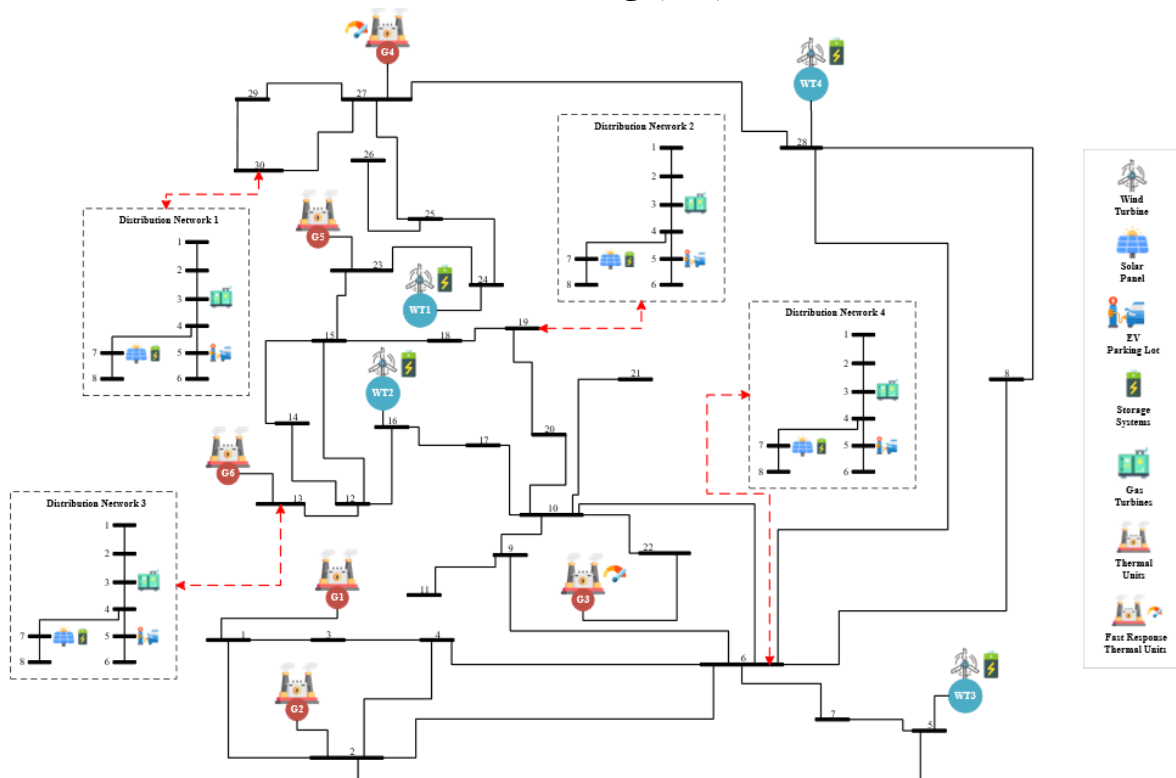 G4
WT4
29
27
Distribution Network 2
28
26
1
2
3
4
5
6
7
8
30
Distribution Network 1
1
2
3
4
5
6
7
8
G5
25
23
24
WT1
19
18
15
Distribution Network 4
1
2
3
4
5
6
7
8
WT2
21
8
14
16
17
20
G6
13
12
10
Distribution Network 3
1
2
3
4
5
6
7
8
9
22
11
G3
G1
1
3
4
6
G2
WT3
7
5
2
Wind
Turbine
Solar
Panel
EV
Parking Lot
Storage
Systems
Gas
Turbines
Thermal
Units
Fast Response
Thermal Units